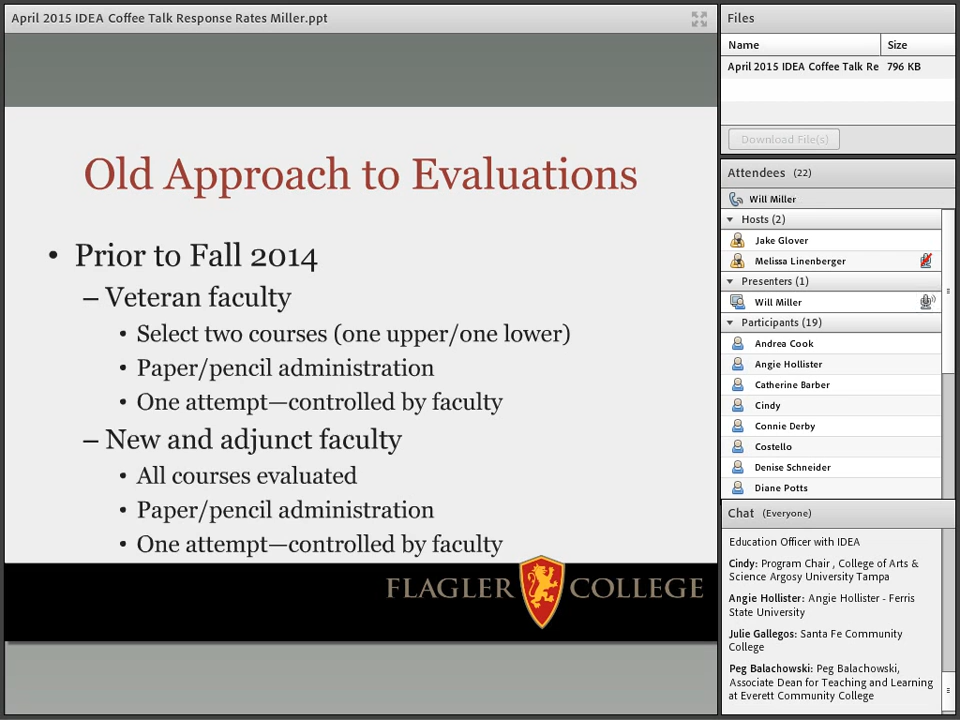 April 2015 IDEA Coffee Talk Response Rates Miller.ppt
Old Approach to Evaluations
• Prior to Fall 2014
– Veteran faculty
• Select two courses (one upper/one lower)
• Paper/pencil administration
• One attempt—controlled by faculty
– New and adjunct faculty
• All courses evaluated
• Paper/pencil administration
• One attempt—controlled by faculty
FLAGLER COLLEGE
Files
Name Size
April 2015 IDEA Coffee Talk Re 796 KB
Download File(s)
Attendees (22)
Will Miller
Hosts (2)
Jake Glover
Melissa Linenberger
Presenters (1)
Will Miller
Participants (19)
Andrea Cook
Angie Hollister
Catherine Barber
Cindy
Connie Derby
Costello
Denise Schneider
Diane Potts
Chat (Everyone)
Education Officer with IDEA
Cindy: Program Chair , College of Arts &
Science Argosy University Tampa
Angie Hollister: Angie Hollister - Ferris
State University
Julie Gallegos: Santa Fe Community
College
Peg Balachowski: Peg Balachowski,
Associate Dean for Teaching and Learning
at Everett Community College